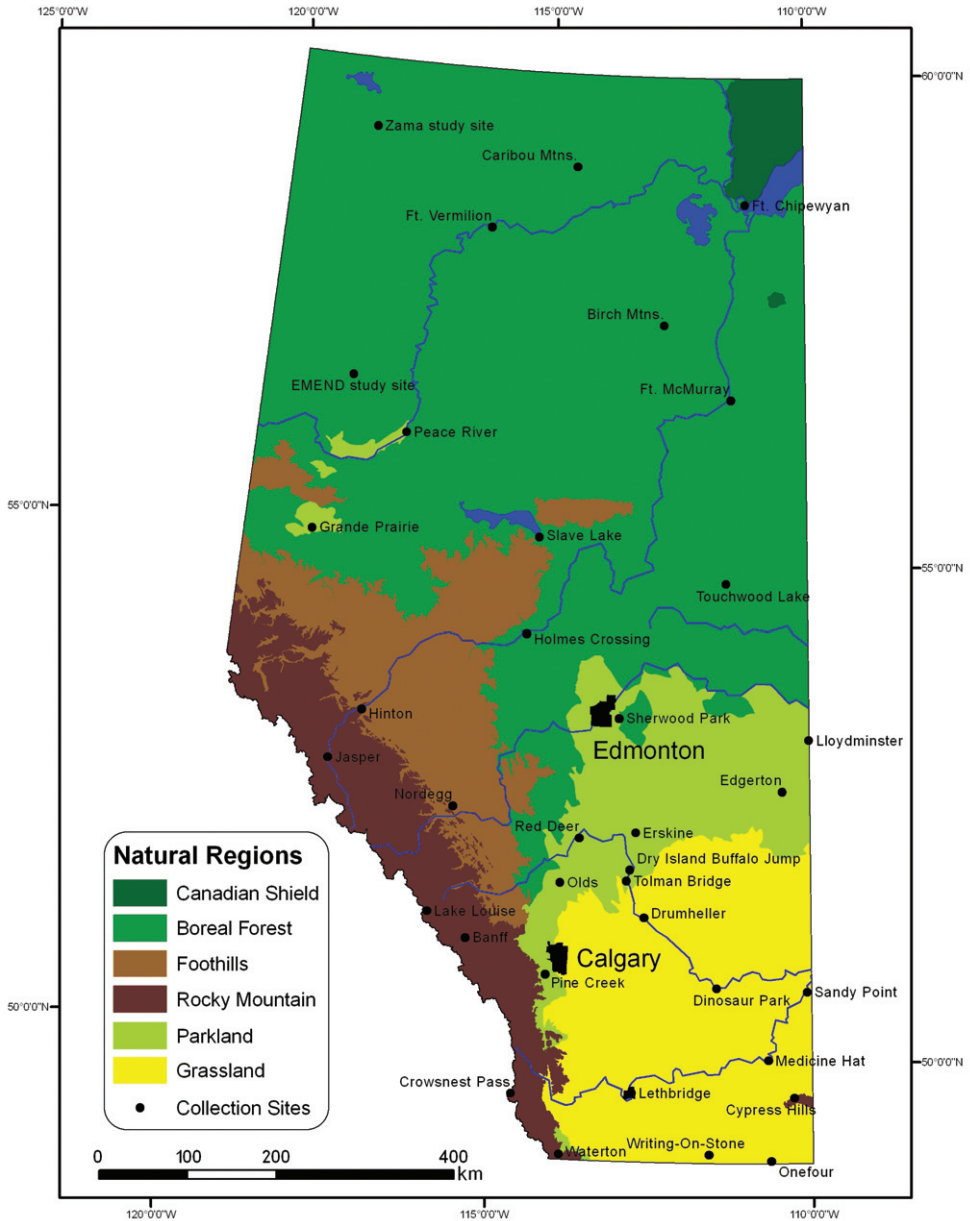 125°0'0"W
120°0'0"W
115°0'0"W
110°0'0"W
60°0'0"N
Zama study site
Caribou Mtns.
Ft. Chipewyan
Ft. Vermilion
Birch Mtns.
EMEND study site
Ft. McMurray
Peace River
55°0'0"N
Grande Prairie
Slave Lake
55°0'0"N
Touchwood Lake
Holmes Crossing
Hinton
Sherwood Park
Edmonton
Lloydminster
Jasper
Edgerton
Nordegg
Red Deer
Erskine
Dry Island Buffalo Jump
Olds
Tolman Bridge
Lake Louise
Drumheller
Banff
Calgary
Pine Creek
Dinosaur Park
Sandy Point
50°0'0"N
Medicine Hat
50°0'0"N
Crowsnest Pass
Lethbridge
Cypress Hills
Waterton
Writing-On-Stone
Onefour
Natural Regions
Canadian Shield
Boreal Forest
Foothills
Rocky Mountain
Parkland
Grassland
Collection Sites
0 100 200 400
km
120°0'0"W
115°0'0"W
110°0'0"W